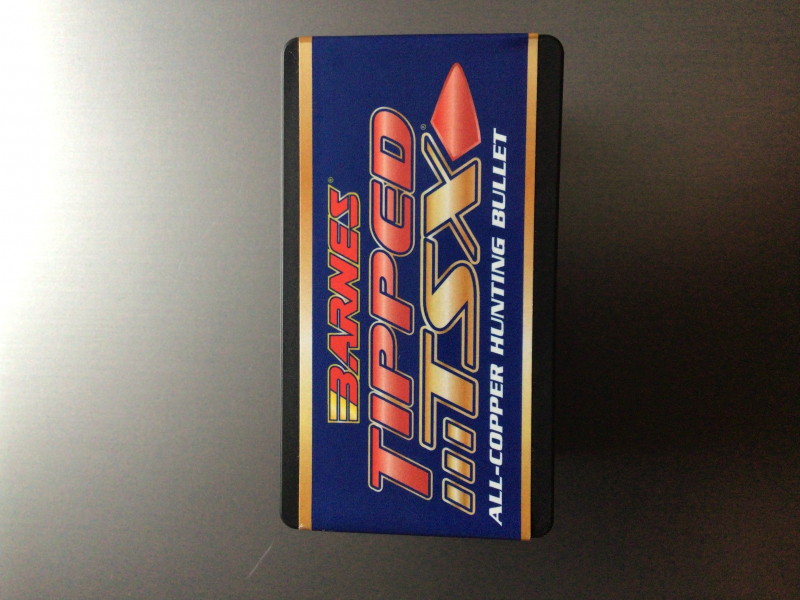 BARNES®
TIPPED
TSX®
ALL-COPPER HUNTING BULLET